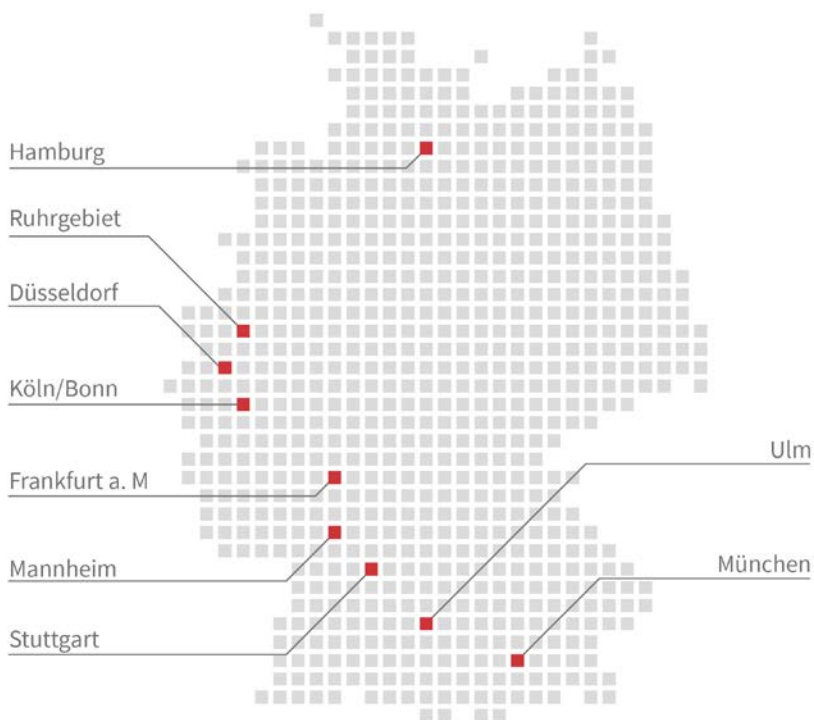 Hamburg
Ruhrgebiet
Düsseldorf
Köln/Bonn
Frankfurt a. M
Mannheim
Stuttgart
Ulm
München